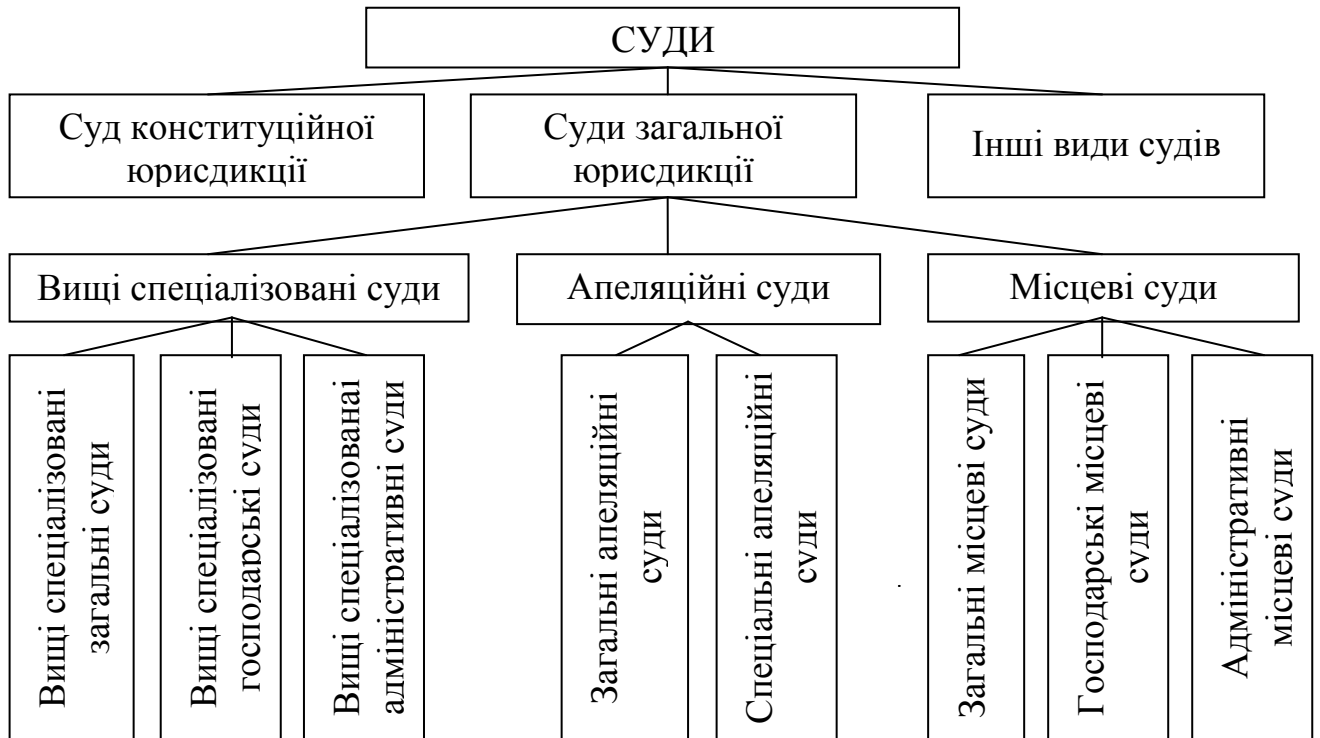 СУДИ
Суд конституційної
юрисдикції
Суди загальної
юрисдикції
Інші види судів
Вищі спеціалізовані суди
Апеляційні суди
Місцеві суди
Вищі спеціалізовані
загальні суди
Вищі спеціалізовані
господарські суди
Вищі спеціалізованаі
адміністративні суди
Загальні апеляційні
суди
Спеціальні апеляційні
суди
Загальні місцеві суди
Господарські місцеві
суди
Адміністративні
місцеві суди